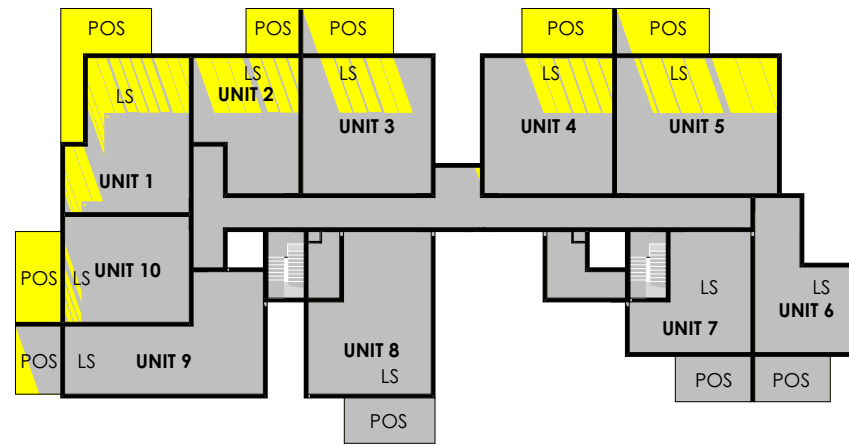 POS
POS
POS
POS
POS
LS
LS
LS
LS
LS
UNIT 2
UNIT 3
UNIT 4
UNIT 5
UNIT 1
UNIT 10
LS
POS
LS
LS
UNIT 6
UNIT 7
UNIT 8
UNIT 9
LS
POS
LS
POS
POS
POS